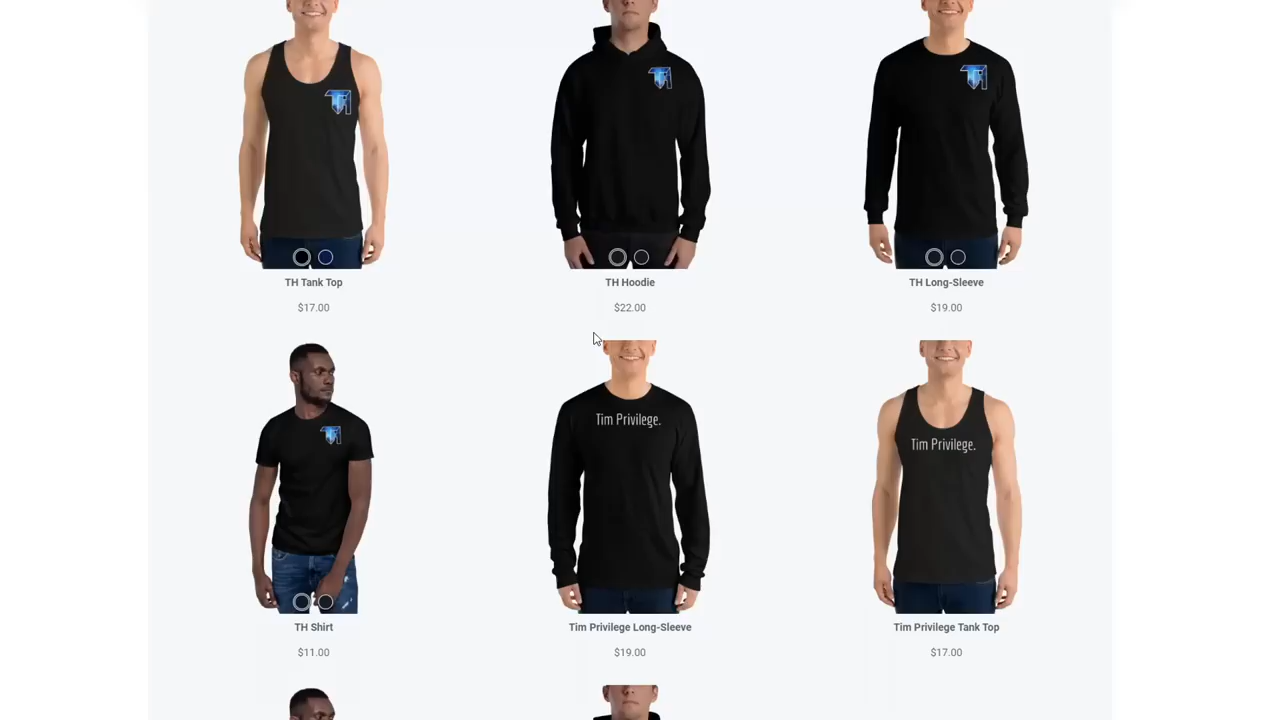 TH Tank Top
$17.00
TH Hoodie
$22.00
TH Long-Sleeve
$19.00
TH Shirt
$11.00
Tim Privilege.
Tim Privilege Long-Sleeve
$19.00
Tim Privilege.
Tim Privilege Tank Top
$17.00